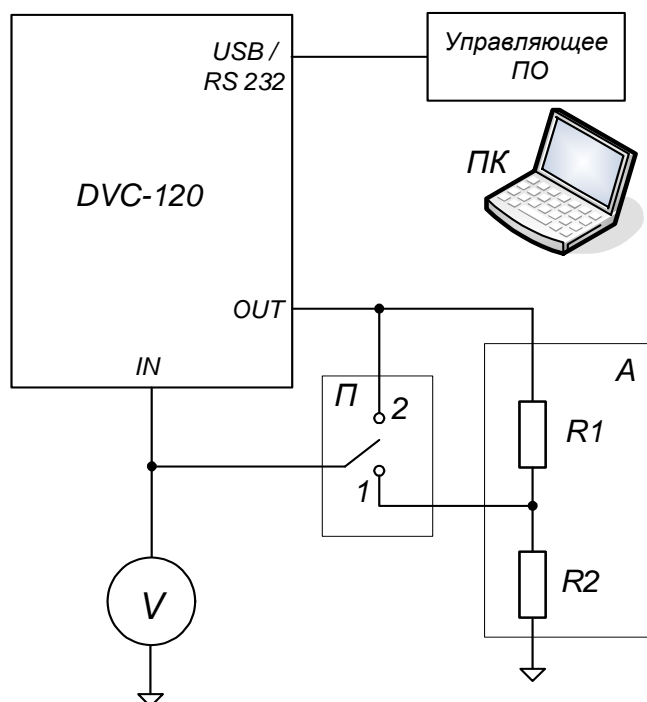 USB /
RS 232
Управляющее
ПО
DVC-120
ПК
OUT
IN
П
2
А
R1
1
R2
V